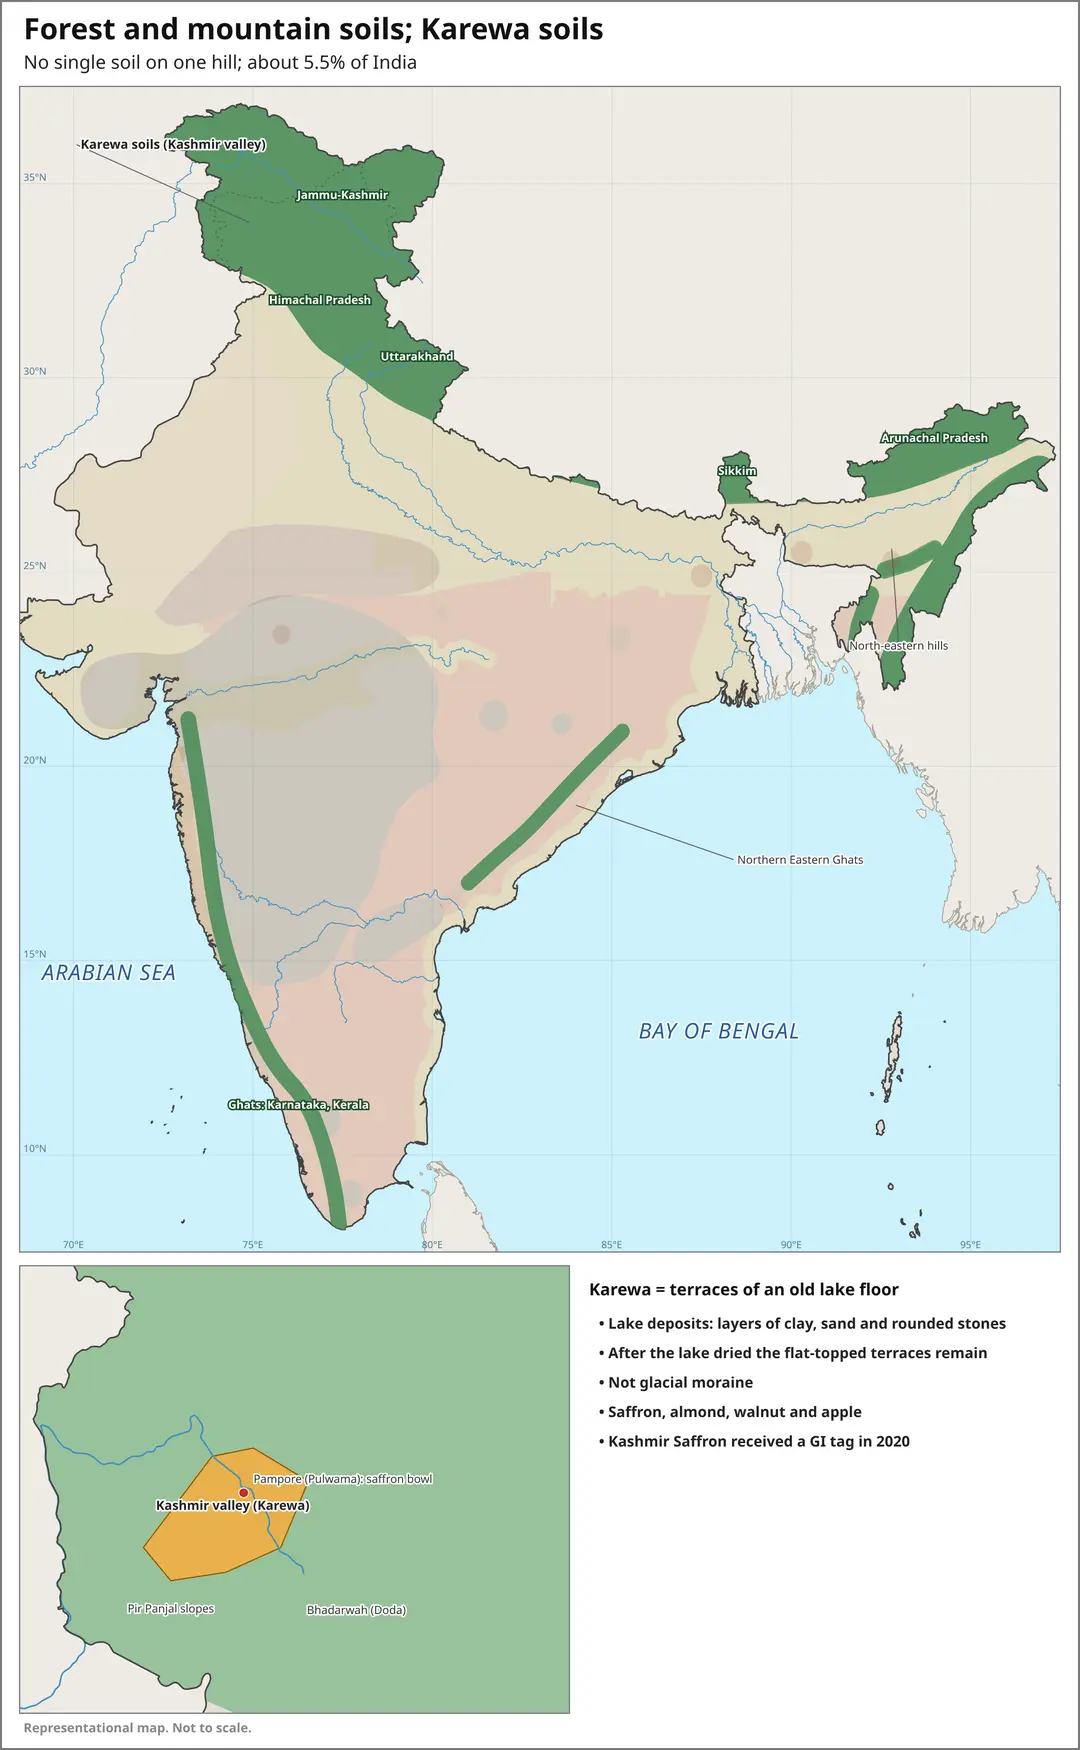 Forest and mountain soils; Karewa soils
No single soil on one hill; about 5.5% of India
Karewa soils (Kashmir valley)
35°N
Jammu-Kashmir
Himachal Pradesh
Uttarakhand
30°N
Arunachal Pradesh
Sikkim
25°N
North-eastern hills
20°N
Northern Eastern Ghats
15°N
ARABIAN SEA
BAY OF BENGAL
Ghats: Karnataka, Kerala
10°N
70°E
75°E
80°E
85°E
90°E
95°E
Pampore (Pulwama): saffron bowl
Kashmir valley (Karewa)
Pir Panjal slopes
Bhadarwah (Doda)
Karewa = terraces of an old lake floor
• Lake deposits: layers of clay, sand and rounded stones
• After the lake dried the flat-topped terraces remain
• Not glacial moraine
• Saffron, almond, walnut and apple
• Kashmir Saffron received a GI tag in 2020
Representational map. Not to scale.